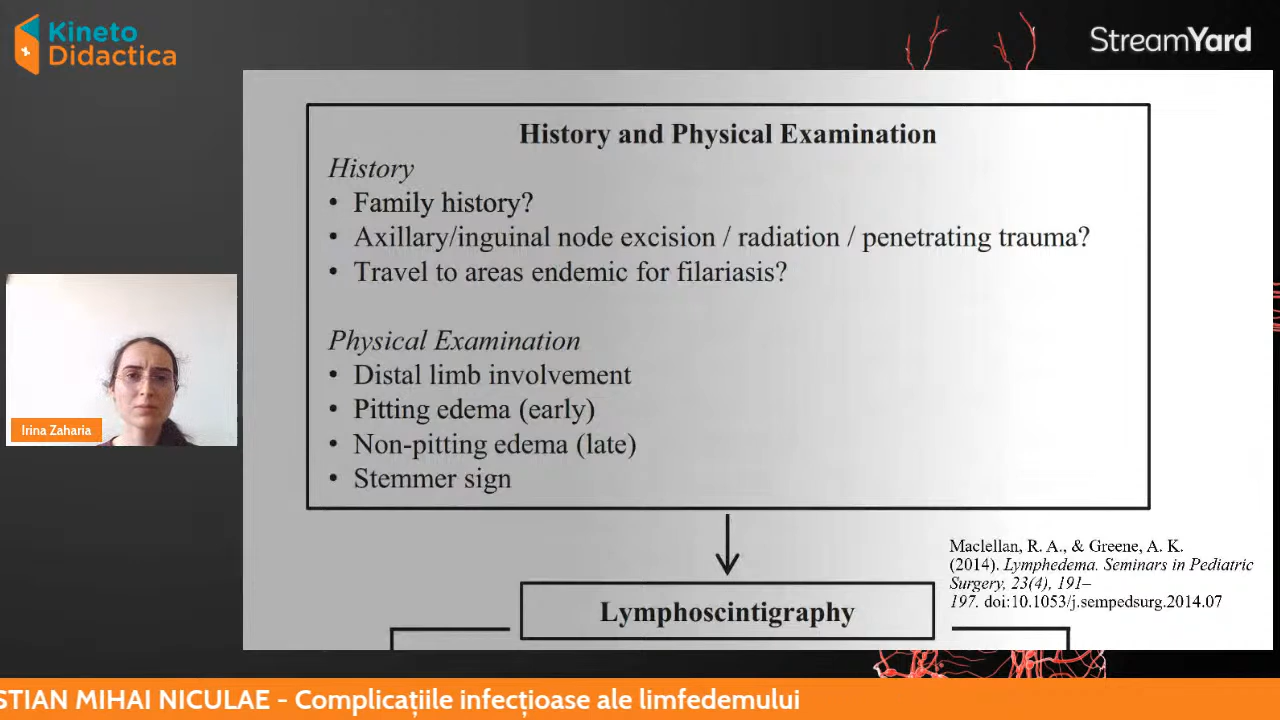 Kineto
Didactica
StreamYard
History and Physical Examination
History
• Family history?
• Axillary/inguinal node excision / radiation / penetrating trauma?
• Travel to areas endemic for filariasis?
Physical Examination
• Distal limb involvement
• Pitting edema (early)
• Non-pitting edema (late)
• Stemmer sign
Irina Zaharia
Maclellan, R. A., & Greene, A. K.
(2014). Lymphedema. Seminars in Pediatric
Surgery, 23(4), 191–
197. doi:10.1053/j.sempedsurg.2014.07
Lymphoscintigraphy
STIAN MIHAI NICULAE - Complicațiile infecțioase ale limfedemului